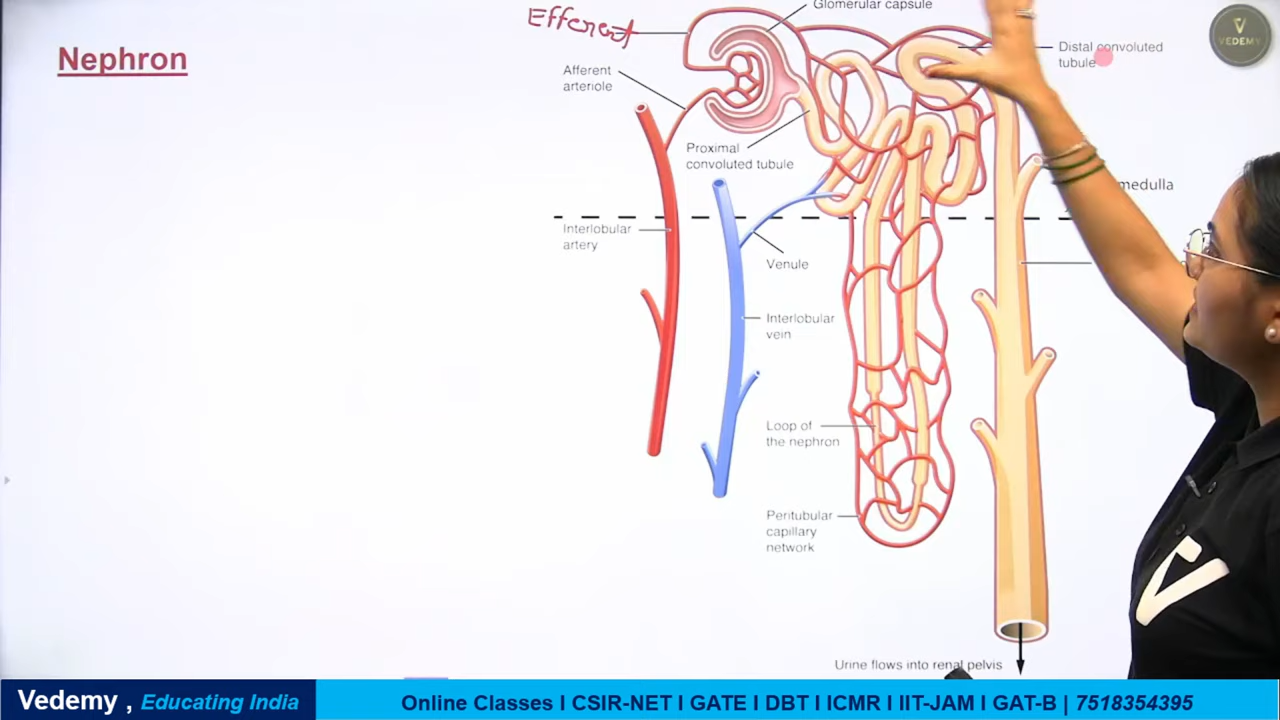 Efferent
Glomerular capsule
Nephron
VEDEMY
Distal convoluted
tubule
Afferent
arteriole
Proximal
convoluted tubule
medulla
Interlobular
artery
Venule
Interlobular
vein
Loop of
the nephron
Peritubular
capillary
network
Urine flows into renal pelvis
Vedemy , Educating India
Online Classes I CSIR-NET I GATE I DBT I ICMR I IIT-JAM I GAT-B | 7518354395